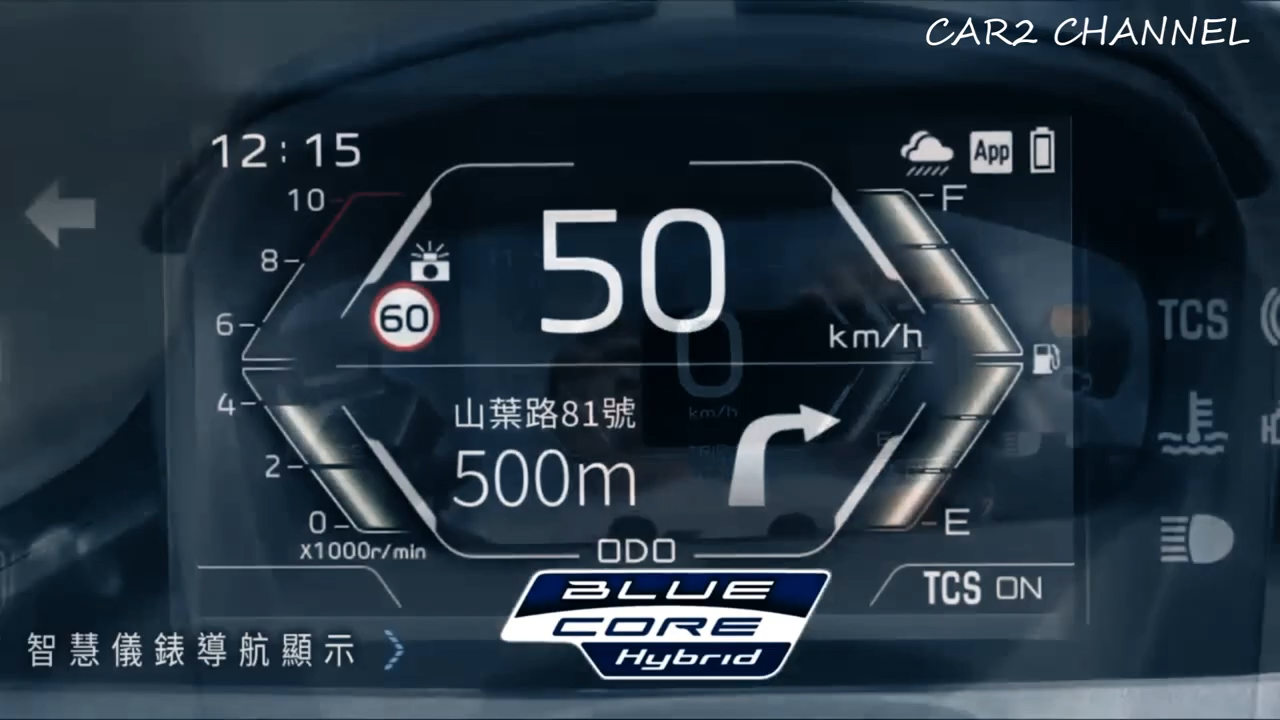 CAR2 CHANNEL
12:15
App
10
F
8
50
60
6
km/h
TCS
0
km/h
4
山葉路81號
2
500m
0
E
X1000r/min
ODO
TCS ON
BLUE
CORE
Hybrid
智慧儀錶導航顯示